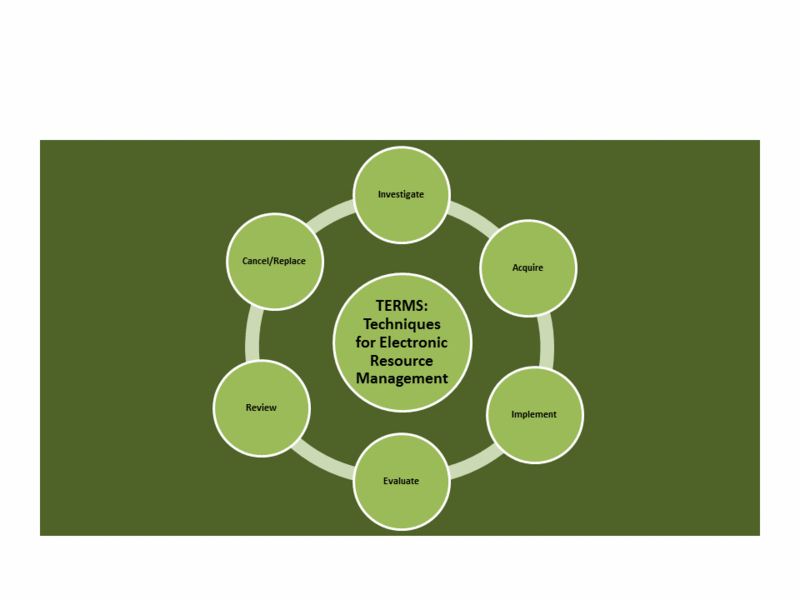 Investigate
Acquire
Implement
Evaluate
Review
Cancel/Replace
TERMS:
Techniques
for Electronic
Resource
Management